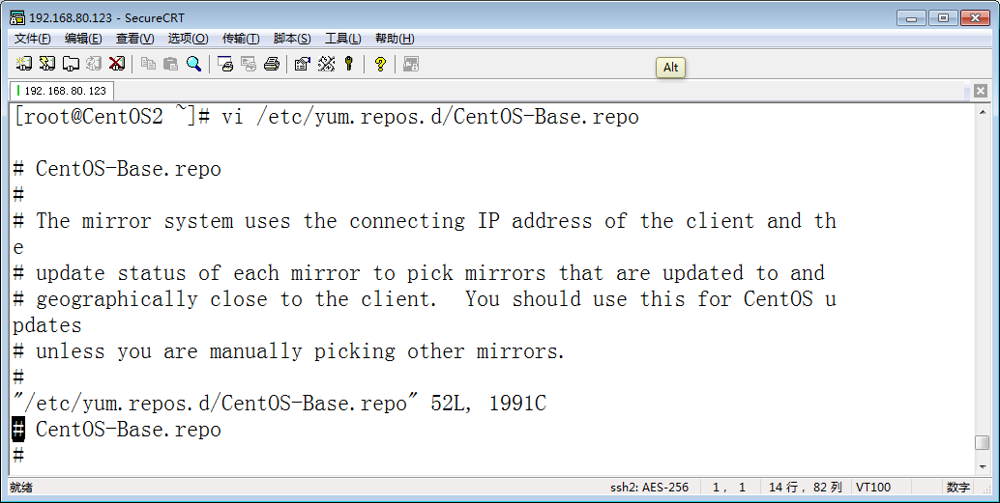 192.168.80.123 - SecureCRT
文件(F) 编辑(E) 查看(V) 选项(O) 传输(T) 脚本(S) 工具(L) 帮助(H)
Alt
192.168.80.123
[root@CentOS2 ~]# vi /etc/yum.repos.d/CentOS-Base.repo
# CentOS-Base.repo
#
# The mirror system uses the connecting IP address of the client and th
e
# update status of each mirror to pick mirrors that are updated to and
# geographically close to the client.  You should use this for CentOS u
pdates
# unless you are manually picking other mirrors.
#
"/etc/yum.repos.d/CentOS-Base.repo" 52L, 1991C
# CentOS-Base.repo
#
就绪 ssh2: AES-256 1， 1 14 行，82 列 VT100 数字